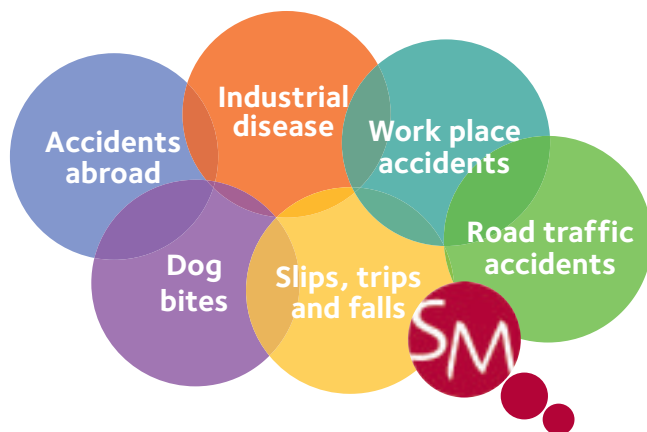 Accidents
abroad
Industrial
disease
Work place
accidents
Road traffic
accidents
Dog
bites
Slips, trips
and falls
SM